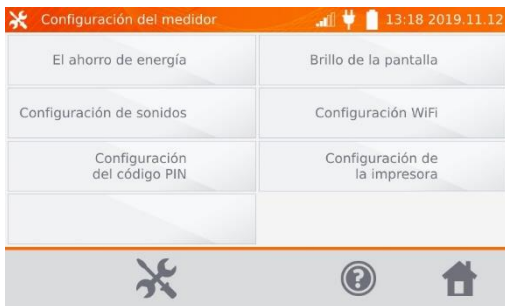 Configuración del medidor 13:18 2019.11.12
El ahorro de energía
Brillo de la pantalla
Configuración de sonidos
Configuración WiFi
Configuración
del código PIN
Configuración de
la impresora
?